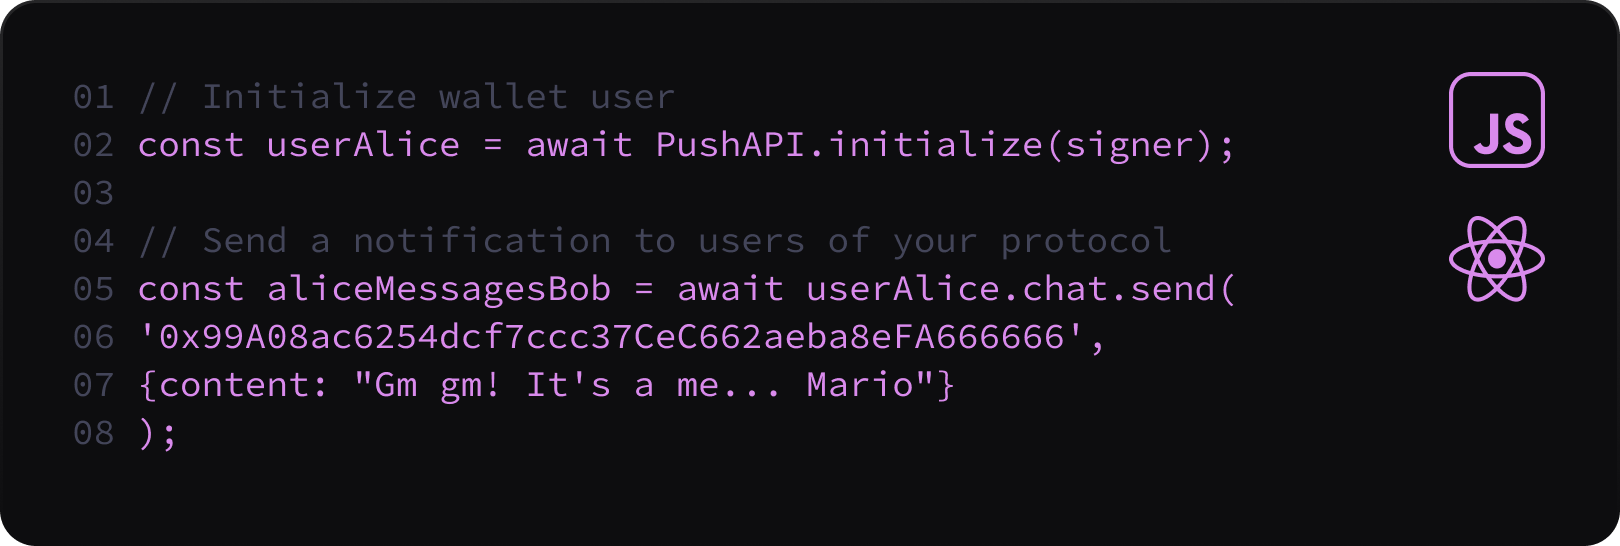 01 // Initialize wallet user
02 const userAlice = await PushAPI.initialize(signer);
03
04 // Send a notification to users of your protocol
05 const aliceMessagesBob = await userAlice.chat.send(
06 '0x99A08ac6254dcf7ccc37CeC662aeba8eFA666666',
07 {content: "Gm gm! It's a me... Mario"}
08 );
JS